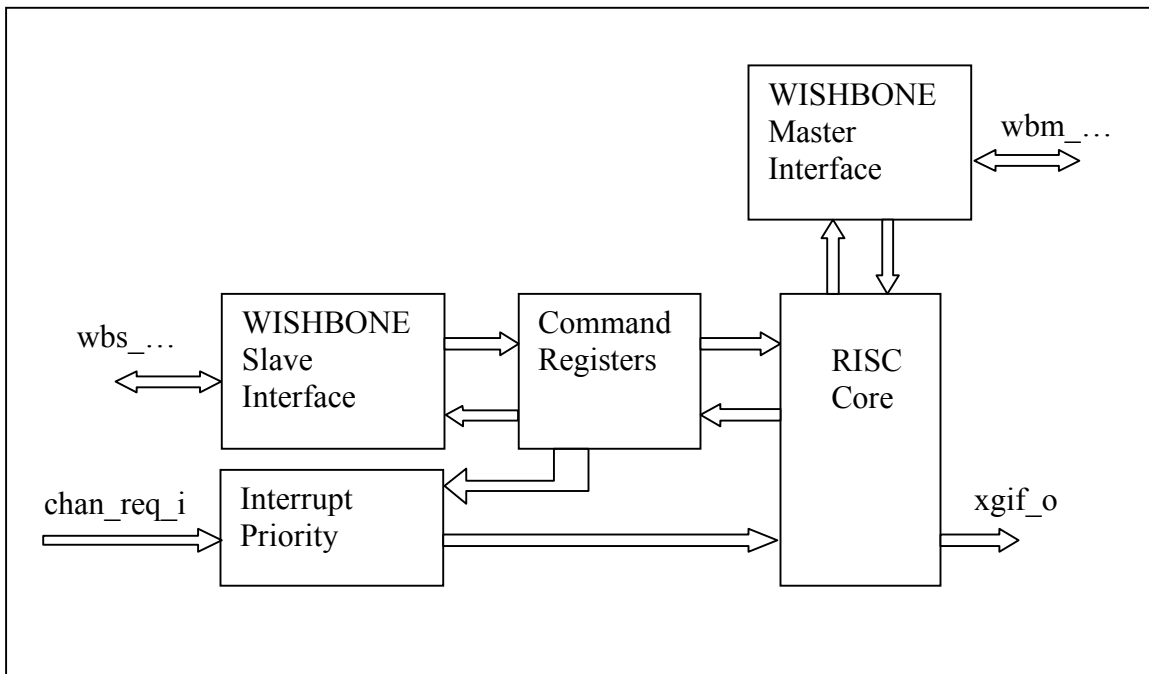 WISHBONE
Master
Interface
wbm_…
wbs_…
WISHBONE
Slave
Interface
Command
Registers
RISC
Core
chan_req_i
Interrupt
Priority
xgif_o